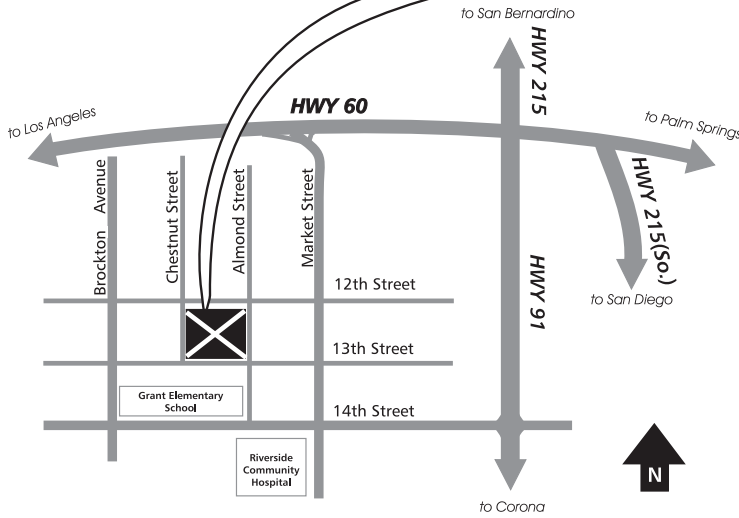 to San Bernardino
HWY 215
HWY 60
to Los Angeles
to Palm Springs
Brockton Avenue
Chestnut Street
Almond Street
Market Street
HWY 215(So.)
12th Street
HWY 91
to San Diego
13th Street
Grant Elementary
School
14th Street
Riverside
Community
Hospital
N
to Corona